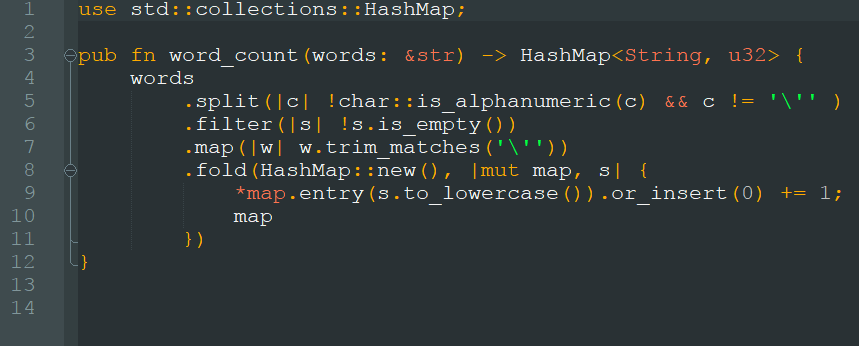 1 use std::collections::HashMap;
2
3 pub fn word_count(words: &str) -> HashMap<String, u32> {
4     words
5         .split(|c| !char::is_alphanumeric(c) && c != '\'' )
6         .filter(|s| !s.is_empty())
7         .map(|w| w.trim_matches('\''))
8         .fold(HashMap::new(), |mut map, s| {
9             *map.entry(s.to_lowercase()).or_insert(0) += 1;
10             map
11         })
12 }
13
14